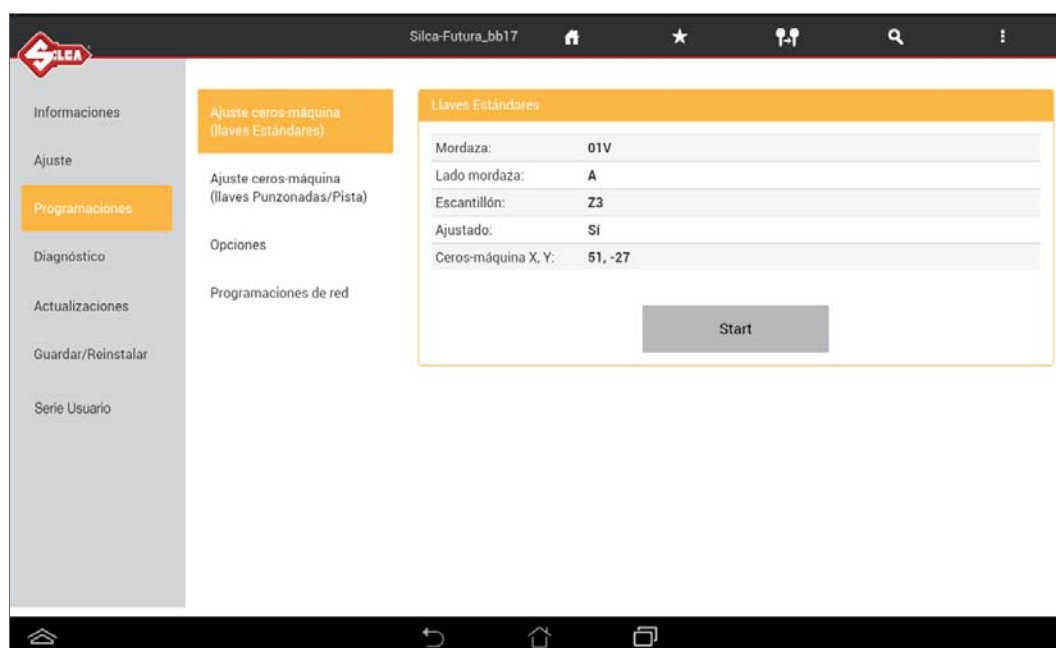 SILCA
Silca-Futura_bb17
Informaciones
Ajuste
Programaciones
Diagnóstico
Actualizaciones
Guardar/Reinstalar
Serie Usuario
Ajuste ceros-máquina
(llaves Estándares)
Ajuste ceros-máquina
(llaves Punzonadas/Pista)
Opciones
Programaciones de red
Llaves Estándares
Mordaza: 01V
Lado mordaza: A
Escantillón: Z3
Ajustado: Sí
Ceros-máquina X, Y: 51, -27
Start